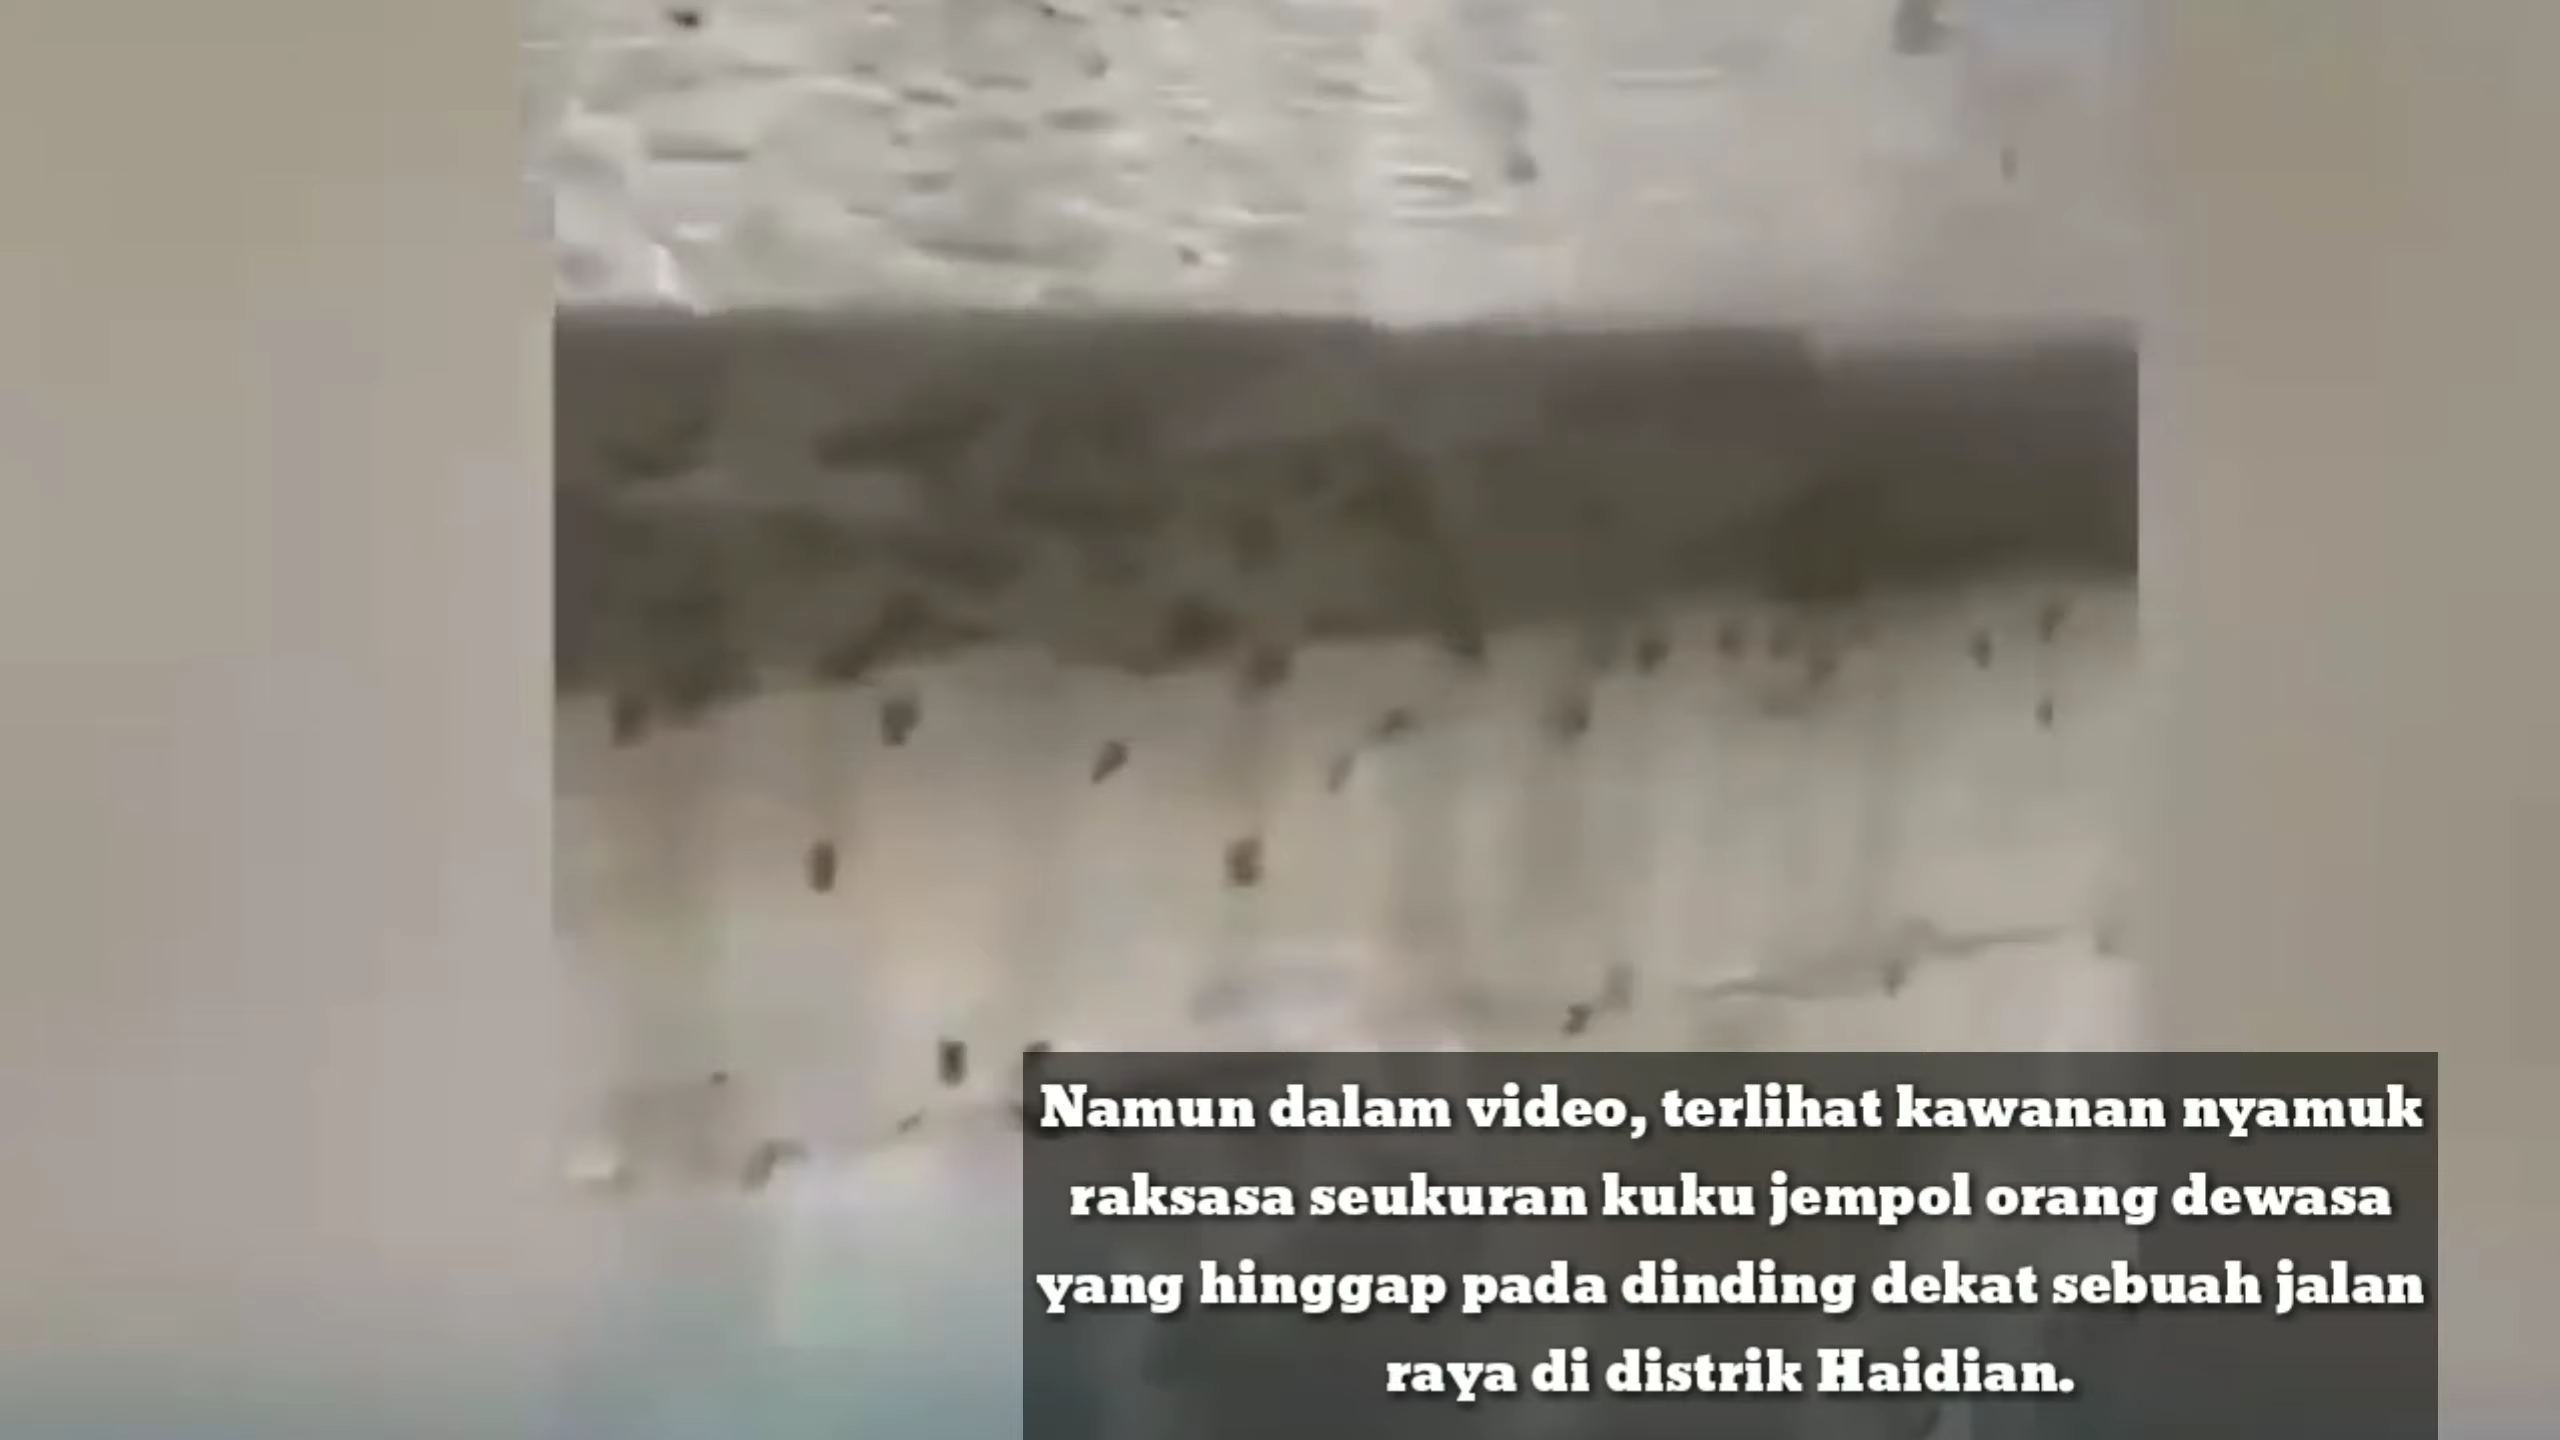 Namun dalam video, terlihat kawanan nyamuk
raksasa seukuran kuku jempol orang dewasa
yang hinggap pada dinding dekat sebuah jalan
raya di distrik Haidian.